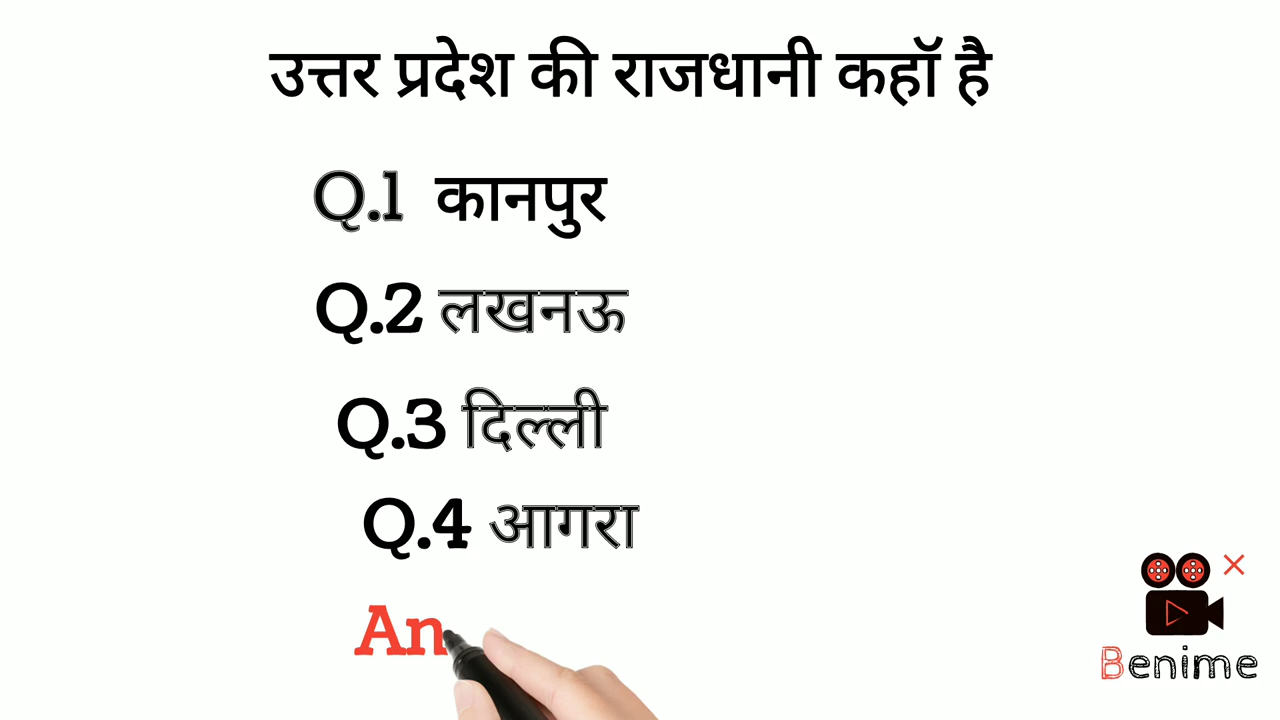 उत्तर प्रदेश की राजधानी कहॉ है
Q.1 कानपुर
Q.2 लखनऊ
Q.3 दिल्ली
Q.4 आगरा
An
Benime